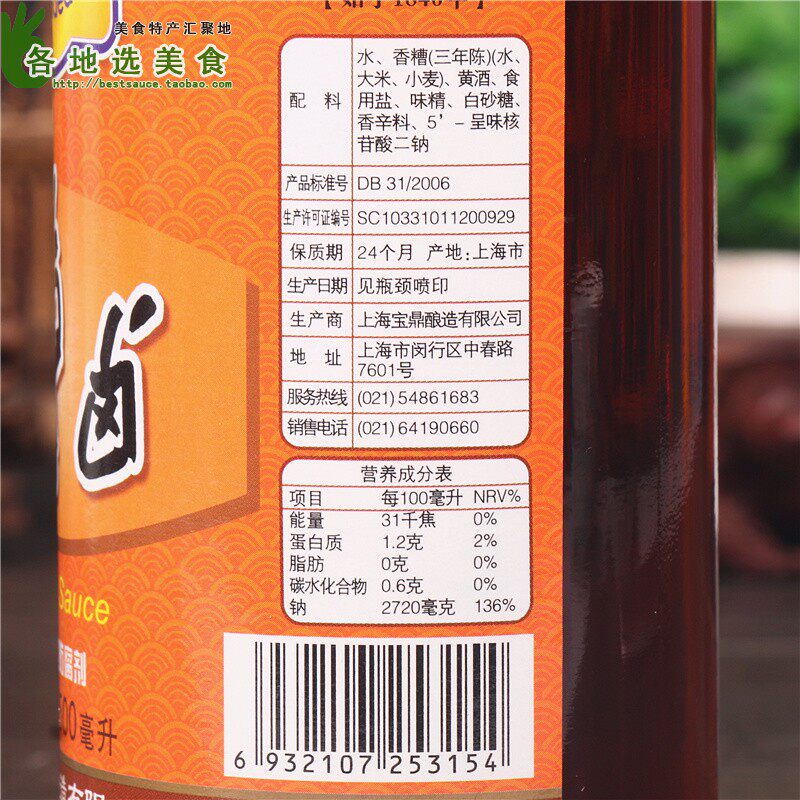 美食特产汇聚地
各地选美食
http://bestsauce.taobao.com
配 料
水、香糟(三年陈)(水、
大米、小麦)、黄酒、食
用盐、味精、白砂糖、
香辛料、5'-呈味核
苷酸二钠
产品标准号 DB 31/2006
生产许可证编号 SC10331011200929
保质期 24个月 产地:上海市
生产日期 见瓶颈喷印
生产商 上海宝鼎酿造有限公司
地 址 上海市闵行区中春路
7601号
服务热线 (021) 54861683
销售电话 (021) 64190660
营养成分表
项目 每100毫升 NRV%
能量 31千焦 0%
蛋白质 1.2克 2%
脂肪 0克 0%
碳水化合物 0.6克 0%
钠 2720毫克 136%
卤
Sauce
腐剂
00毫升
造有限
6 932107 253154